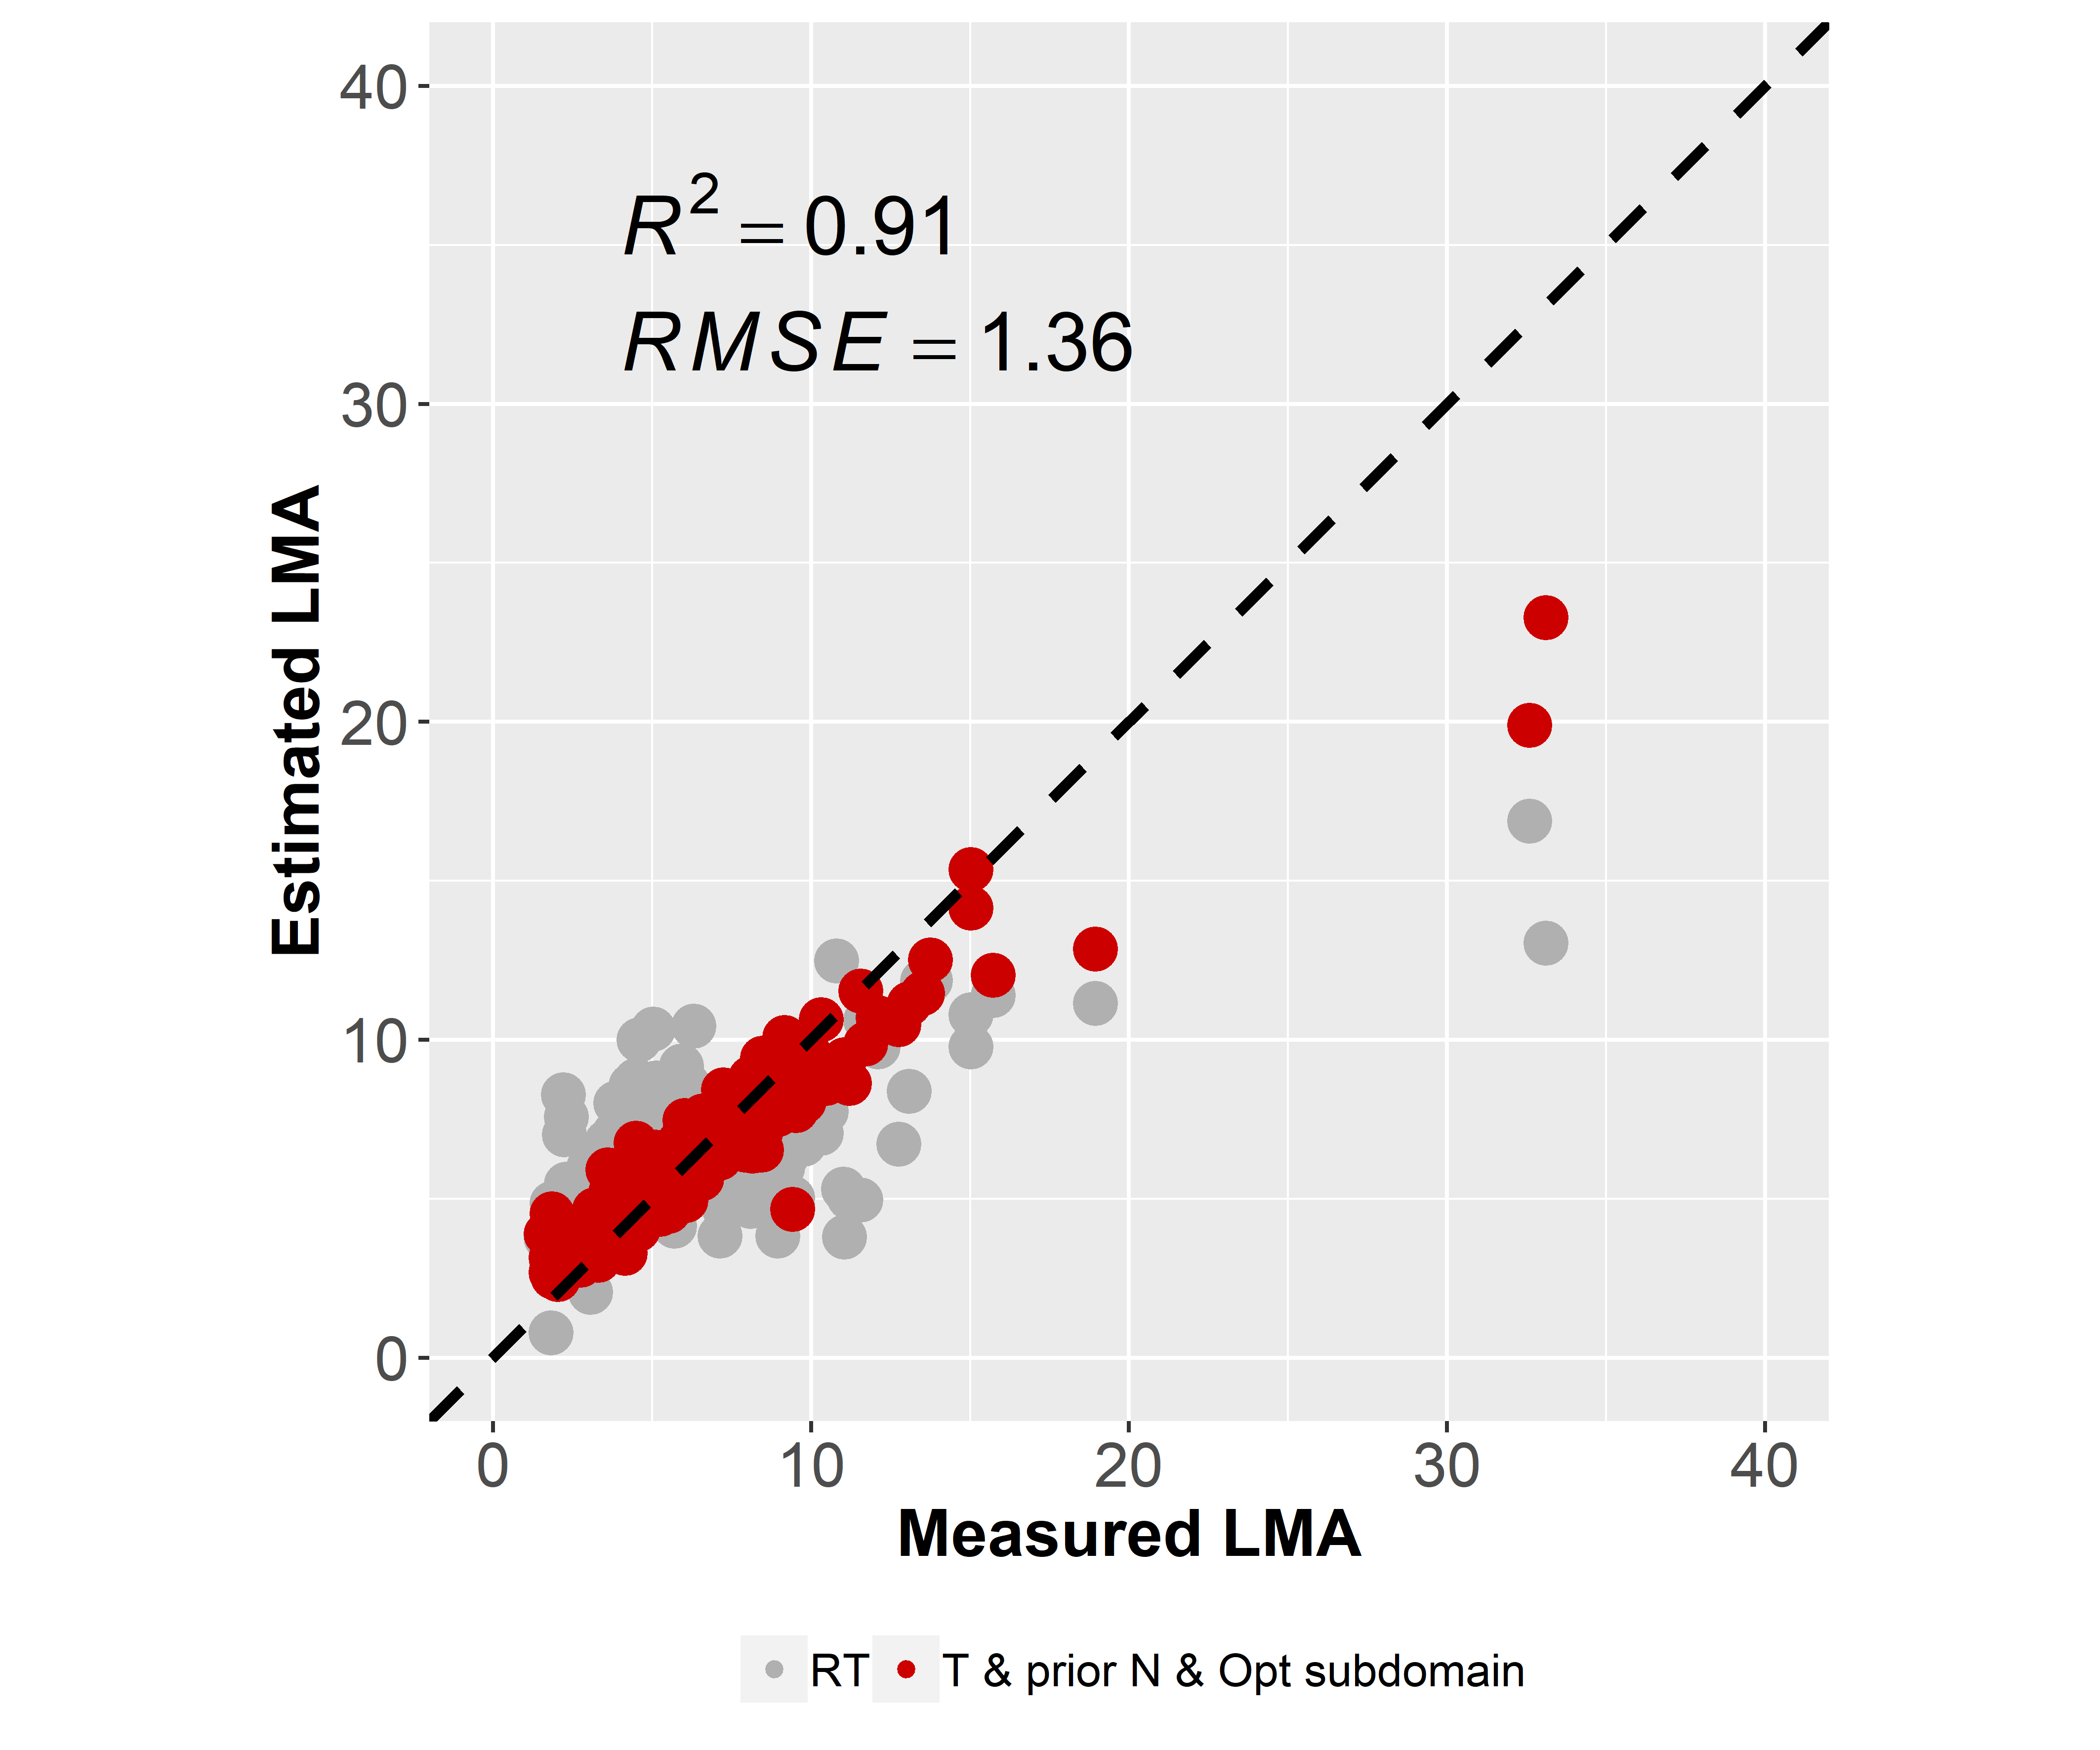 40
R² = 0.91
RMSE = 1.36
30
Estimated LMA
20
10
0
0 10 20 30 40
Measured LMA
RT T & prior N & Opt subdomain